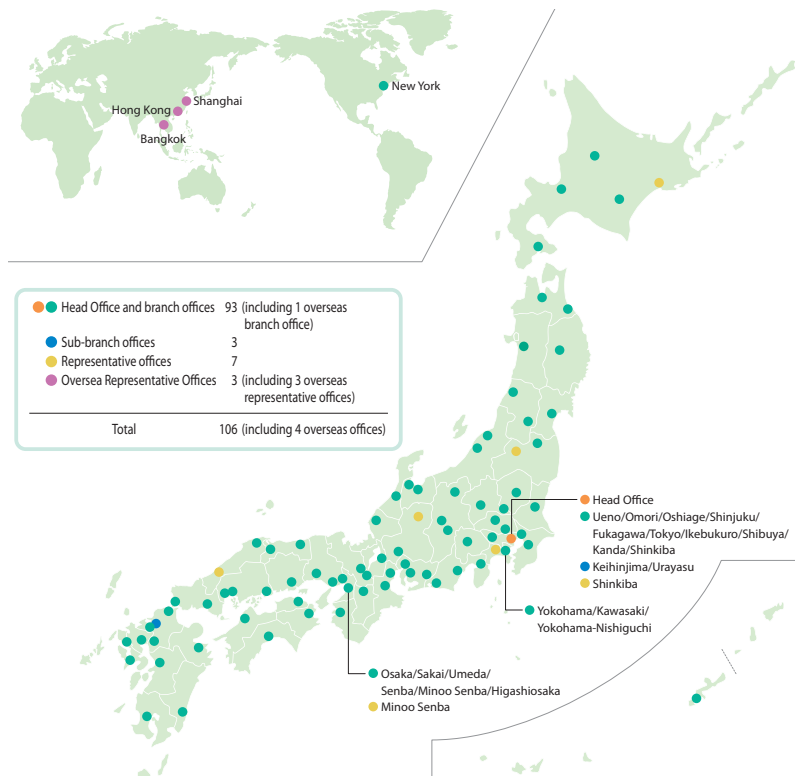 New York
Shanghai
Hong Kong
Bangkok
Head Office and branch offices 93 (including 1 overseas
branch office)
Sub-branch offices 3
Representative offices 7
Oversea Representative Offices 3 (including 3 overseas
representative offices)
Total 106 (including 4 overseas offices)
Head Office
Ueno/Omori/Oshiage/Shinjuku/
Fukagawa/Tokyo/Ikebukuro/Shibuya/
Kanda/Shinkiba
Keihinjima/Urayasu
Shinkiba
Yokohama/Kawasaki/
Yokohama-Nishiguchi
Osaka/Sakai/Umeda/
Senba/Minoo Senba/Higashiosaka
Minoo Senba